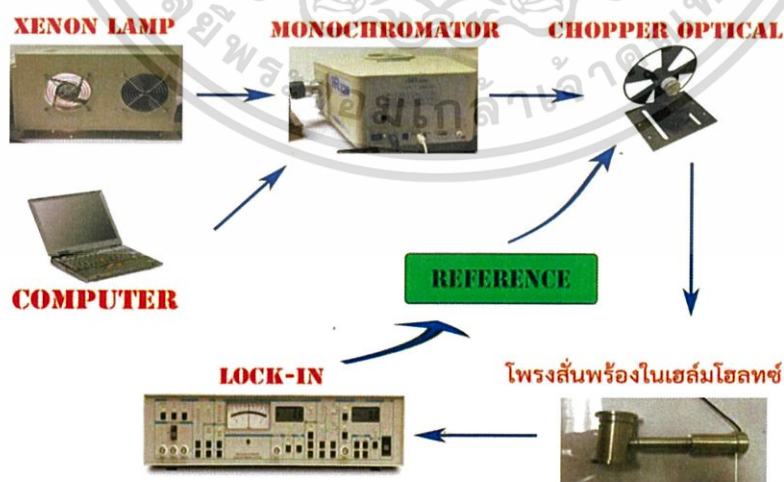 XENON LAMP
MONOCHROMATOR
CHOPPER OPTICAL
COMPUTER
REFERENCE
LOCK-IN
โพรงสั่นพร้องในเฮล์มโฮลทซ์